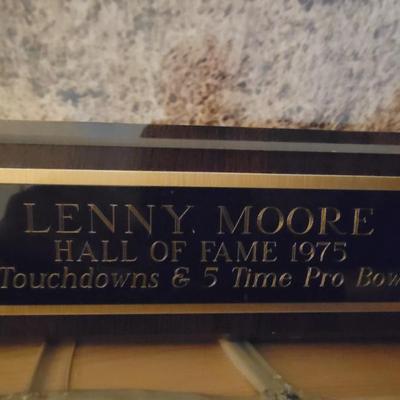 LENNY MOORE
HALL OF FAME 1975
Touchdowns & 5 Time Pro Bow